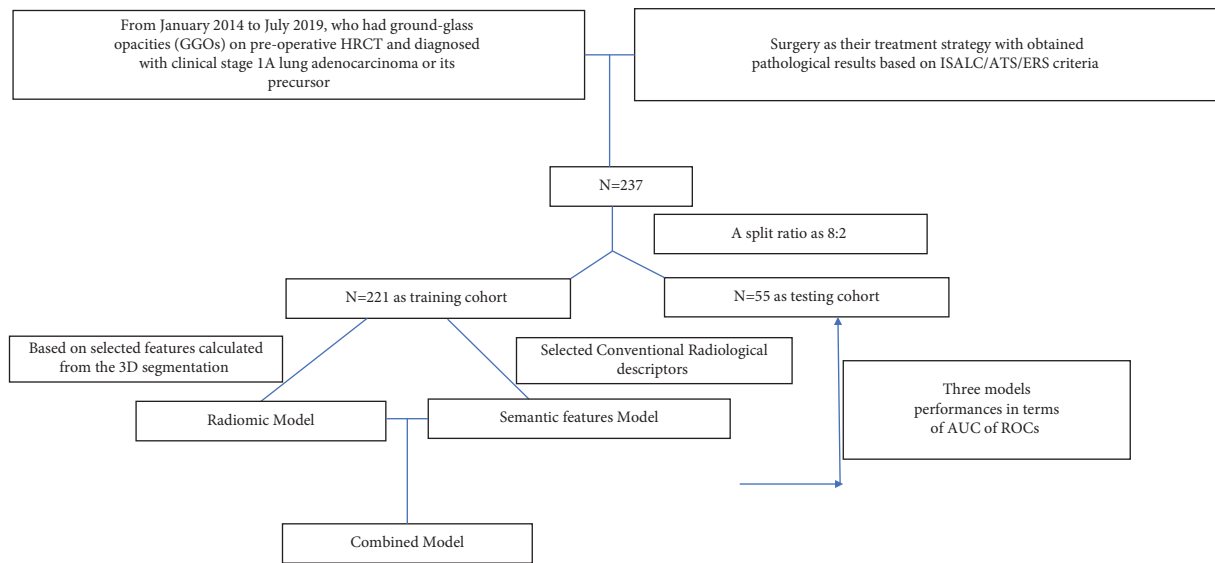 From January 2014 to July 2019, who had ground-glass
opacities (GGOs) on pre-operative HRCT and diagnosed
with clinical stage 1A lung adenocarcinoma or its
precursor
Surgery as their treatment strategy with obtained
pathological results based on ISALC/ATS/ERS criteria
N=237
A split ratio as 8:2
N=221 as training cohort
N=55 as testing cohort
Based on selected features calculated
from the 3D segmentation
Selected Conventional Radiological
descriptors
Three models
performances in terms
of AUC of ROCs
Radiomic Model
Semantic features Model
Combined Model